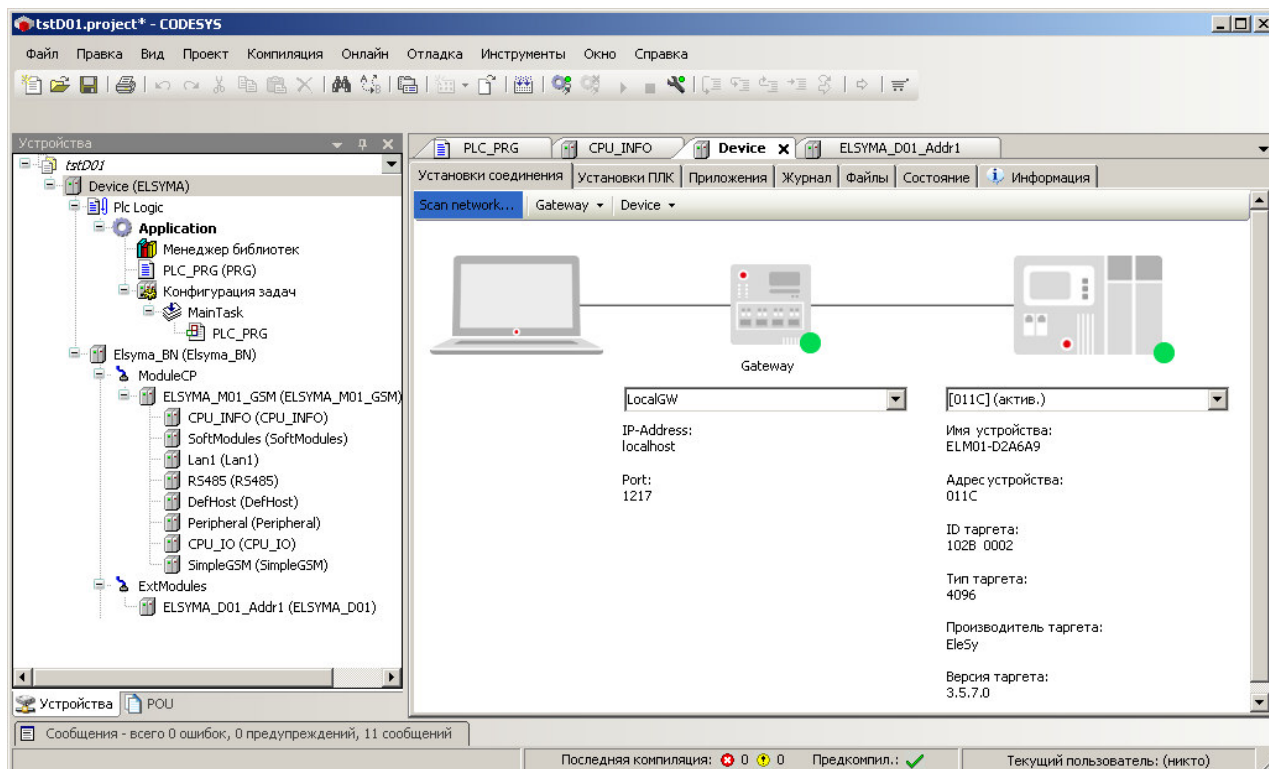 tstD01.project* - CODESYS
Файл Правка Вид Проект Компиляция Онлайн Отладка Инструменты Окно Справка
Устройства
tstD01
Device (ELSYMA)
Plc Logic
Application
Менеджер библиотек
PLC_PRG (PRG)
Конфигурация задач
MainTask
PLC_PRG
Elsyma_BN (Elsyma_BN)
ModuleCP
ELSYMA_M01_GSM (ELSYMA_M01_GSM)
CPU_INFO (CPU_INFO)
SoftModules (SoftModules)
Lan1 (Lan1)
RS485 (RS485)
DefHost (DefHost)
Peripheral (Peripheral)
CPU_IO (CPU_IO)
SimpleGSM (SimpleGSM)
ExtModules
ELSYMA_D01_Addr1 (ELSYMA_D01)
Устройства POU
PLC_PRG CPU_INFO Device ELSYMA_D01_Addr1
Установки соединения Установки ПЛК Приложения Журнал Файлы Состояние Информация
Scan network... Gateway Device
Gateway
LocalGW
IP-Address:
localhost
Port:
1217
[011C] (актив.)
Имя устройства:
ELM01-D2A6A9
Адрес устройства:
011C
ID таргета:
102B 0002
Тип таргета:
4096
Производитель таргета:
EleSy
Версия таргета:
3.5.7.0
Сообщения - всего 0 ошибок, 0 предупреждений, 11 сообщений
Последняя компиляция: 0 0 Предкомпил.: Текущий пользователь: (никто)